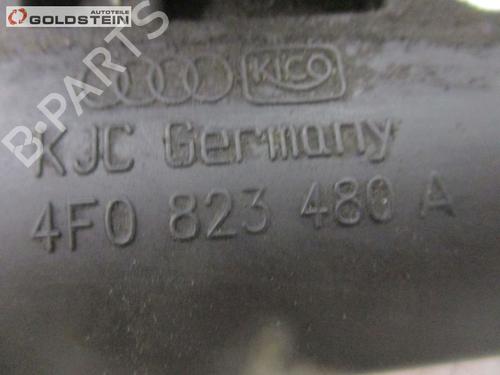 AUTOTEILE
GOLDSTEIN
B-PARTS
KICO
KJC Germany
4F0 823 480 A